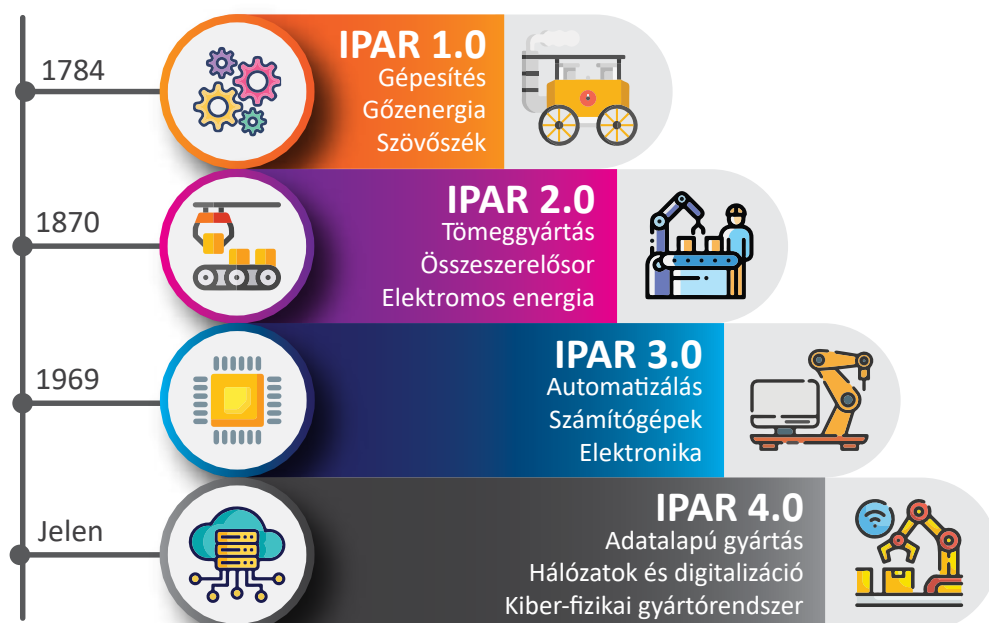 1784
IPAR 1.0
Gépesítés
Gőzenergia
Szövőszék
1870
IPAR 2.0
Tömeggyártás
Összeszerelősor
Elektromos energia
1969
IPAR 3.0
Automatizálás
Számítógépek
Elektronika
Jelen
IPAR 4.0
Adatalapú gyártás
Hálózatok és digitalizáció
Kiber-fizikai gyártórendszer